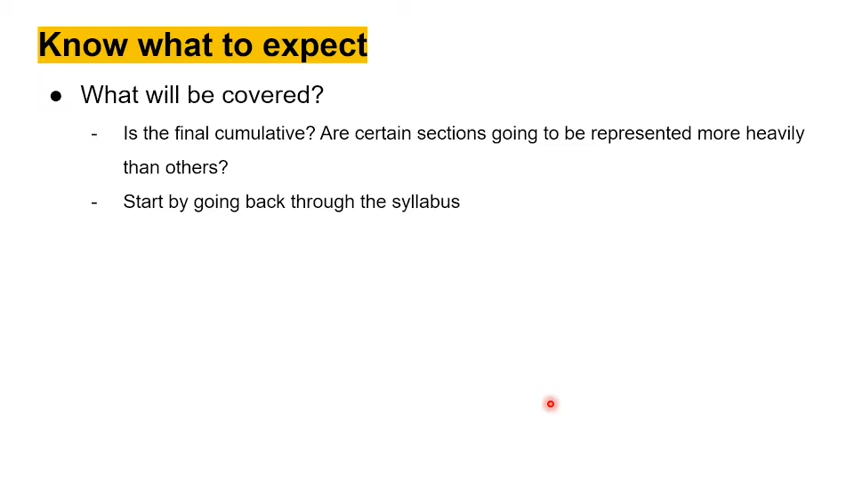 Know what to expect
● What will be covered?
- Is the final cumulative? Are certain sections going to be represented more heavily
than others?
- Start by going back through the syllabus